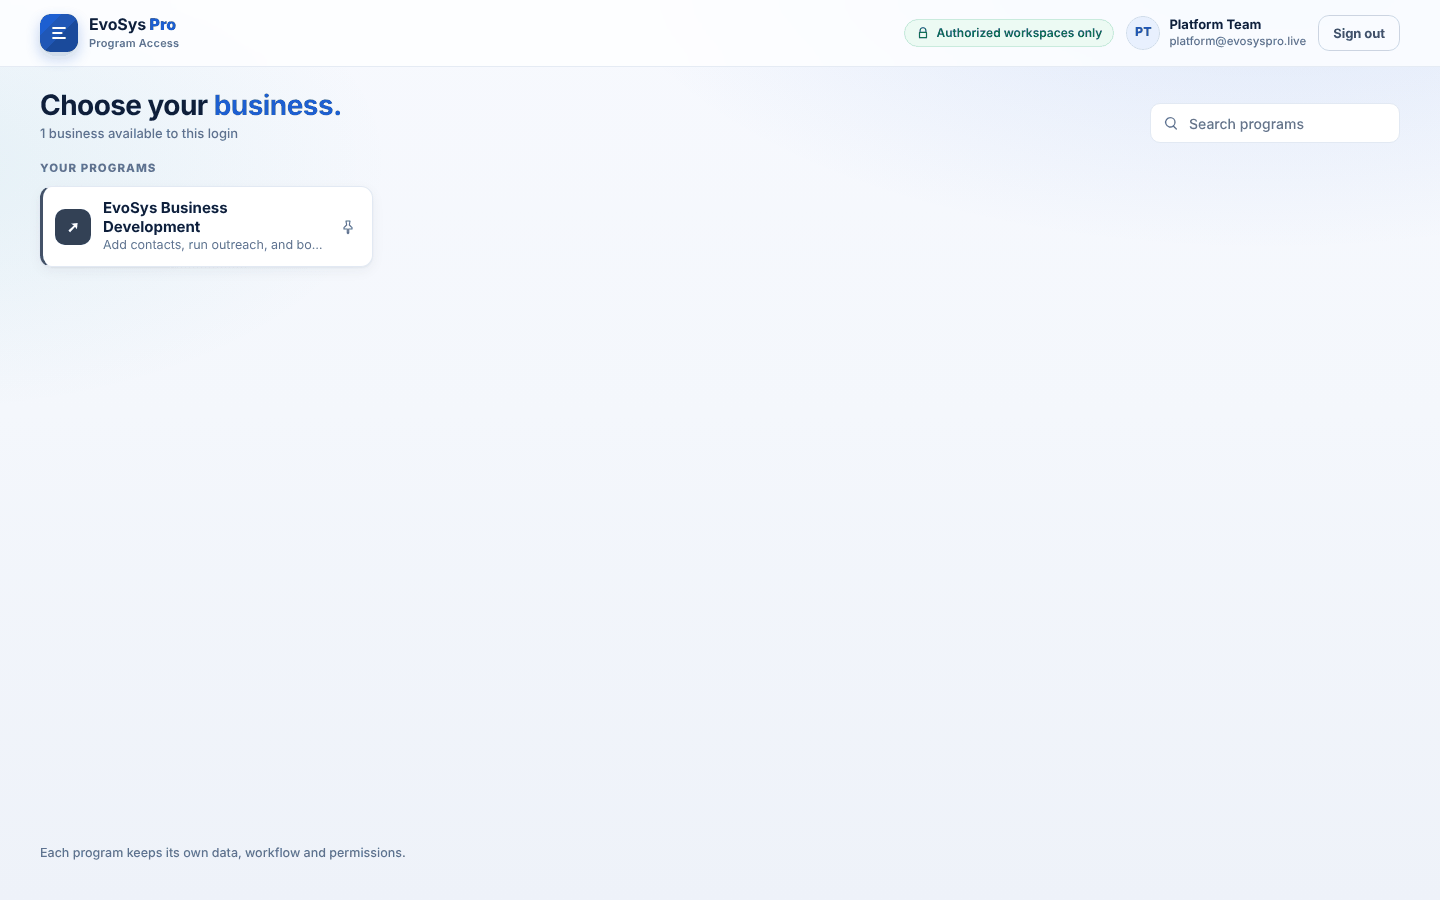 EvoSys Pro
Program Access
Authorized workspaces only
PT
Platform Team
platform@evosyspro.live
Sign out
Choose your business.
1 business available to this login
Search programs
YOUR PROGRAMS
EvoSys Business
Development
Add contacts, run outreach, and bo...
Each program keeps its own data, workflow and permissions.